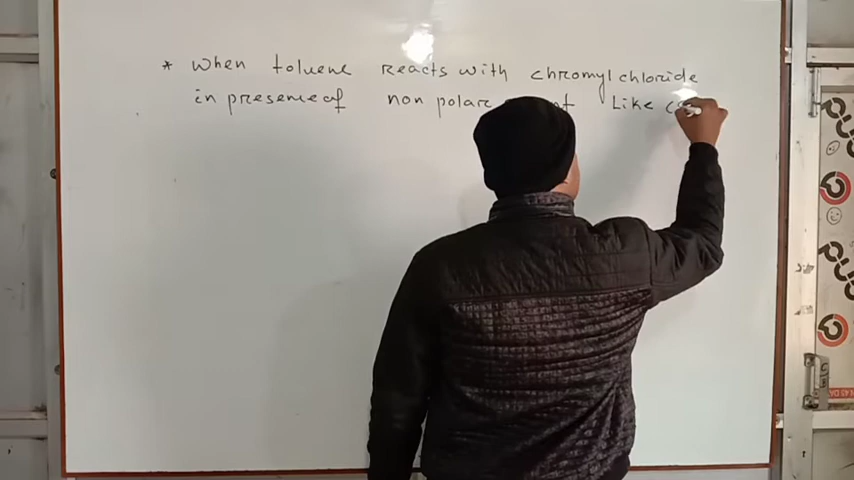 * when toluene reacts with chromyl chloride
in presence of non polar like